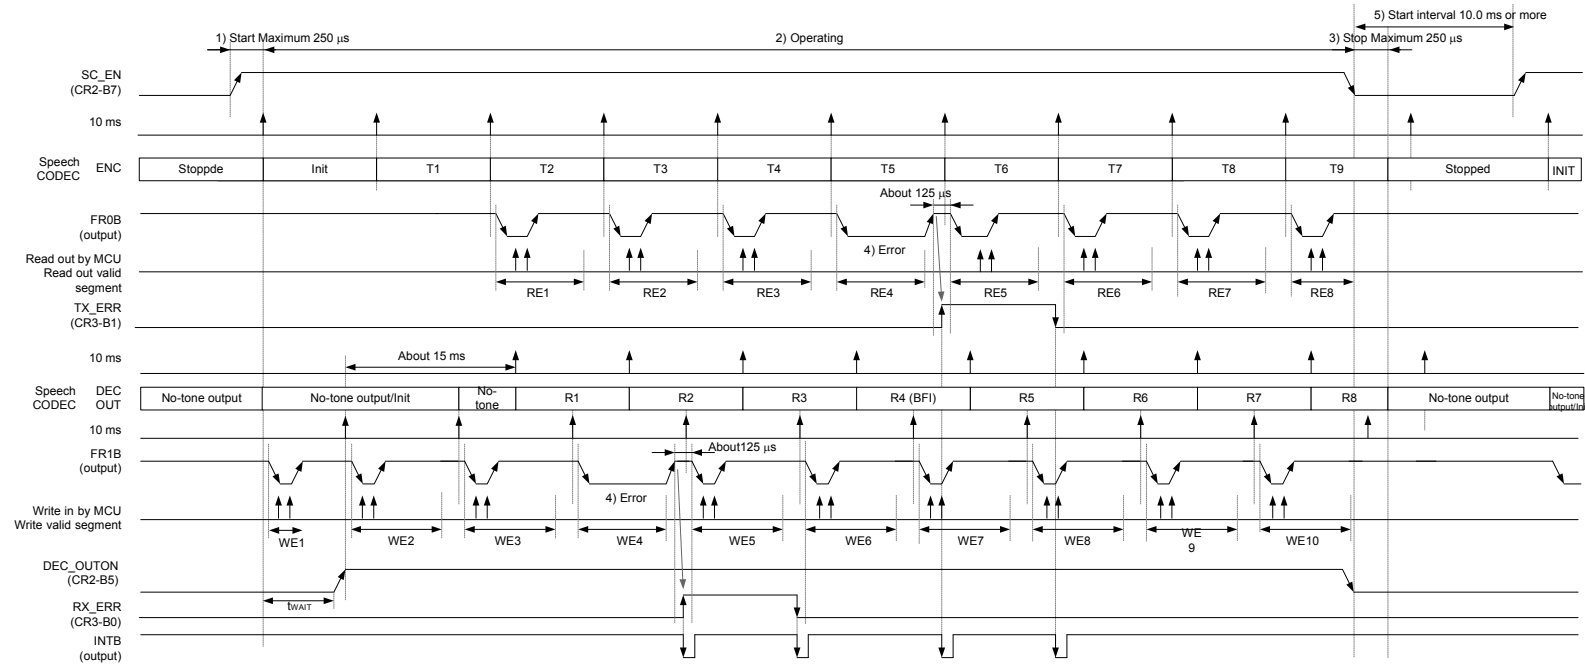 5) Start interval 10.0 ms or more
1) Start Maximum 250 μs
2) Operating
3) Stop Maximum 250 μs
SC_EN
(CR2-B7)
10 ms
Speech
CODEC
ENC
Stoppde
Init
T1
T2
T3
T4
T5
T6
T7
T8
T9
Stopped
INIT
About 125 μs
FR0B
(output)
4) Error
Read out by MCU
Read out valid
segment
RE1
RE2
RE3
RE4
RE5
RE6
RE7
RE8
TX_ERR
(CR3-B1)
10 ms
About 15 ms
Speech
CODEC
DEC
OUT
No-tone output
No-tone output/Init
No-
tone
R1
R2
R3
R4 (BFI)
R5
R6
R7
R8
No-tone output
No-tone
output/In
10 ms
FR1B
(output)
About125 μs
4) Error
Write in by MCU
Write valid segment
WE1
WE2
WE3
WE4
WE5
WE6
WE7
WE8
WE
9
WE10
DEC_OUTON
(CR2-B5)
tWAIT
RX_ERR
(CR3-B0)
INTB
(output)